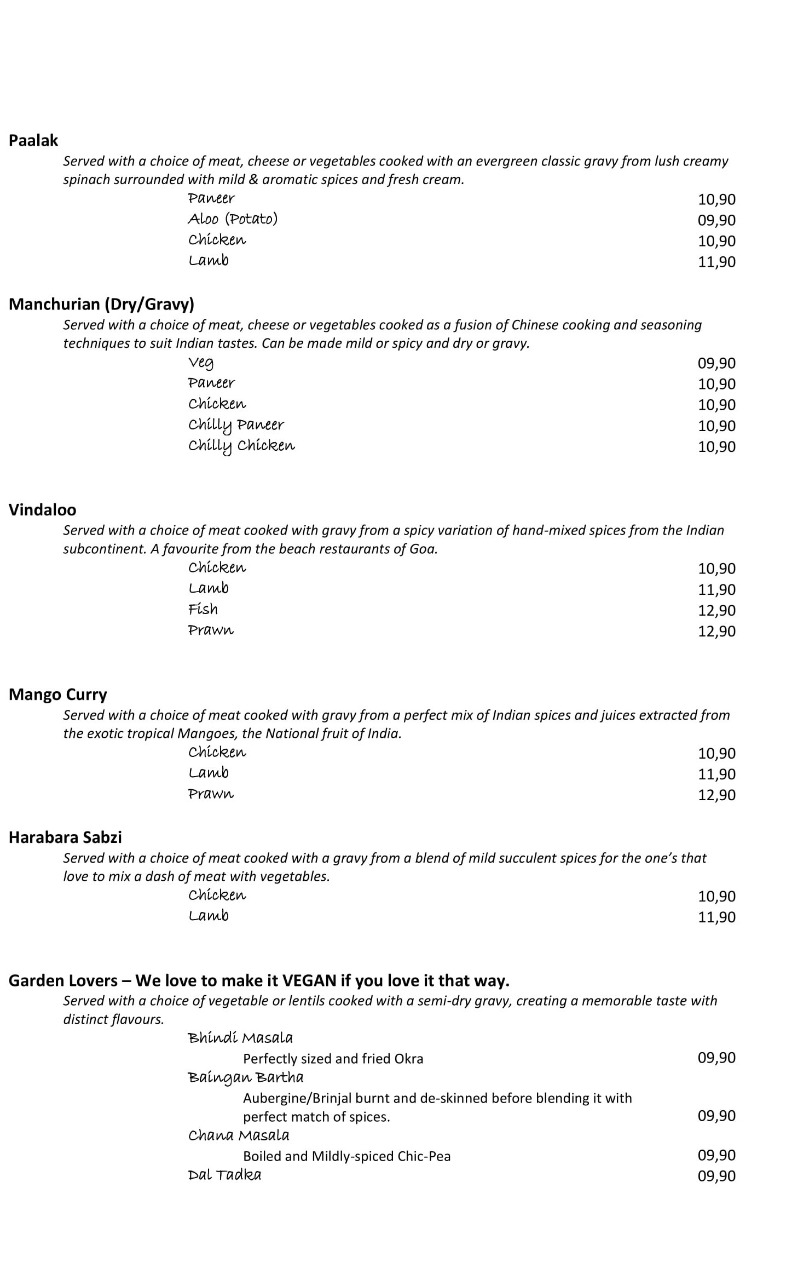 Paalak
Served with a choice of meat, cheese or vegetables cooked with an evergreen classic gravy from lush creamy
spinach surrounded with mild & aromatic spices and fresh cream.
Paneer 10,90
Aloo (Potato) 09,90
Chicken 10,90
Lamb 11,90
Manchurian (Dry/Gravy)
Served with a choice of meat, cheese or vegetables cooked as a fusion of Chinese cooking and seasoning
techniques to suit Indian tastes. Can be made mild or spicy and dry or gravy.
Veg 09,90
Paneer 10,90
Chicken 10,90
Chilly Paneer 10,90
Chilly Chicken 10,90
Vindaloo
Served with a choice of meat cooked with gravy from a spicy variation of hand-mixed spices from the Indian
subcontinent. A favourite from the beach restaurants of Goa.
Chicken 10,90
Lamb 11,90
Fish 12,90
Prawn 12,90
Mango Curry
Served with a choice of meat cooked with gravy from a perfect mix of Indian spices and juices extracted from
the exotic tropical Mangoes, the National fruit of India.
Chicken 10,90
Lamb 11,90
Prawn 12,90
Harabara Sabzi
Served with a choice of meat cooked with a gravy from a blend of mild succulent spices for the one’s that
love to mix a dash of meat with vegetables.
Chicken 10,90
Lamb 11,90
Garden Lovers – We love to make it VEGAN if you love it that way.
Served with a choice of vegetable or lentils cooked with a semi-dry gravy, creating a memorable taste with
distinct flavours.
Bhindi Masala
Perfectly sized and fried Okra 09,90
Baingan Bartha
Aubergine/Brinjal burnt and de-skinned before blending it with
perfect match of spices. 09,90
Chana Masala
Boiled and Mildly-spiced Chic-Pea 09,90
Dal Tadka 09,90